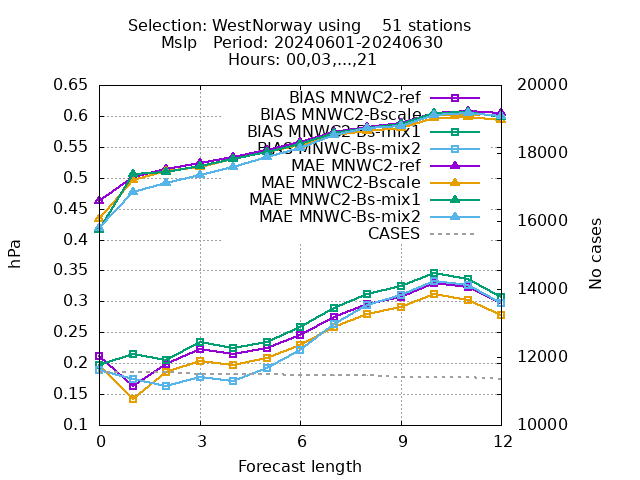 Selection: WestNorway using    51 stations
Mslp   Period: 20240601-20240630
Hours: 00,03,...,21
0.65
0.6
0.55
0.5
0.45
0.4
0.35
0.3
0.25
0.2
0.15
0.1
hPa
BIAS MNWC2-ref
BIAS MNWC2-Bscale
BIAS MNWC2-Bs-mix1
BIAS MNWC-Bs-mix2
MAE MNWC2-ref
MAE MNWC2-Bscale
MAE MNWC2-Bs-mix1
MAE MNWC-Bs-mix2
CASES
20000
18000
16000
14000
12000
10000
No cases
0 3 6 9 12
Forecast length